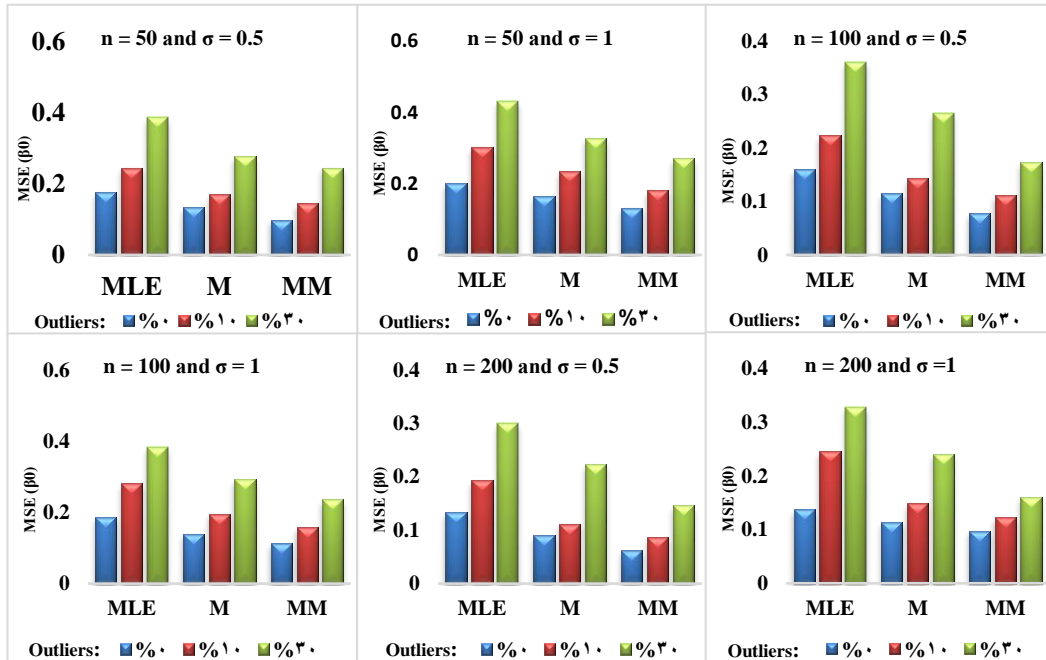 n = 50 and σ = 0.5
0.6
0.4
0.2
0
MSE (β0)
MLE M MM
Outliers: %٠ %١٠ %٣٠
n = 50 and σ = 1
0.6
0.4
0.2
0
MSE (β0)
MLE M MM
Outliers: %٠ %١٠ %٣٠
n = 100 and σ = 0.5
0.4
0.3
0.2
0.1
0
MSE (β0)
MLE M MM
Outliers: %٠ %١٠ %٣٠
n = 100 and σ = 1
0.6
0.4
0.2
0
MSE (β0)
MLE M MM
Outliers: %٠ %١٠ %٣٠
n = 200 and σ = 0.5
0.4
0.3
0.2
0.1
0
MSE (β0)
MLE M MM
Outliers: %٠ %١٠ %٣٠
n = 200 and σ =1
0.4
0.3
0.2
0.1
0
MSE (β0)
MLE M MM
Outliers: %٠ %١٠ %٣٠